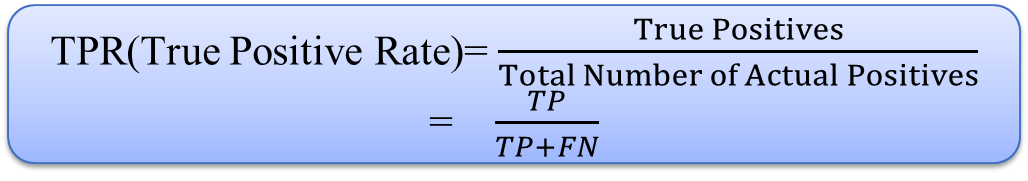 TPR(True Positive Rate)= True Positives / Total Number of Actual Positives
= TP / TP+FN